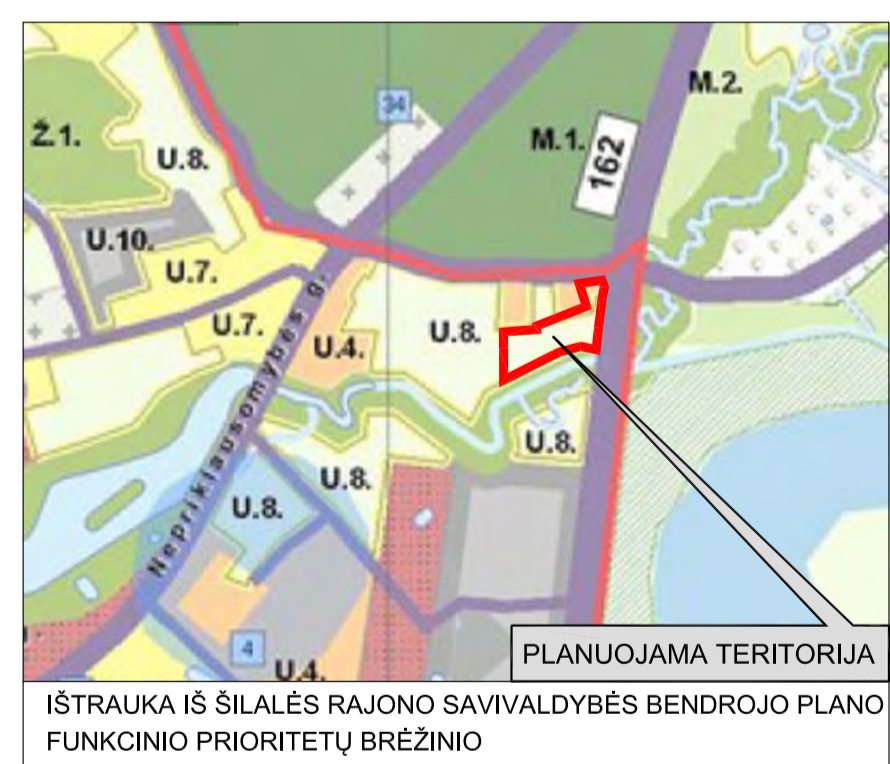 M.2.
34
Ž.1.
M.1.
162
U.8.
U.10.
U.7.
U.7.
U.4.
U.8.
Nepriklausomybės g.
U.8.
U.8.
U.8.
4
U.4.
PLANUOJAMA TERITORIJA
IŠTRAUKA IŠ ŠILALĖS RAJONO SAVIVALDYBĖS BENDROJO PLANO
FUNKCINIO PRIORITETŲ BRĖŽINIO